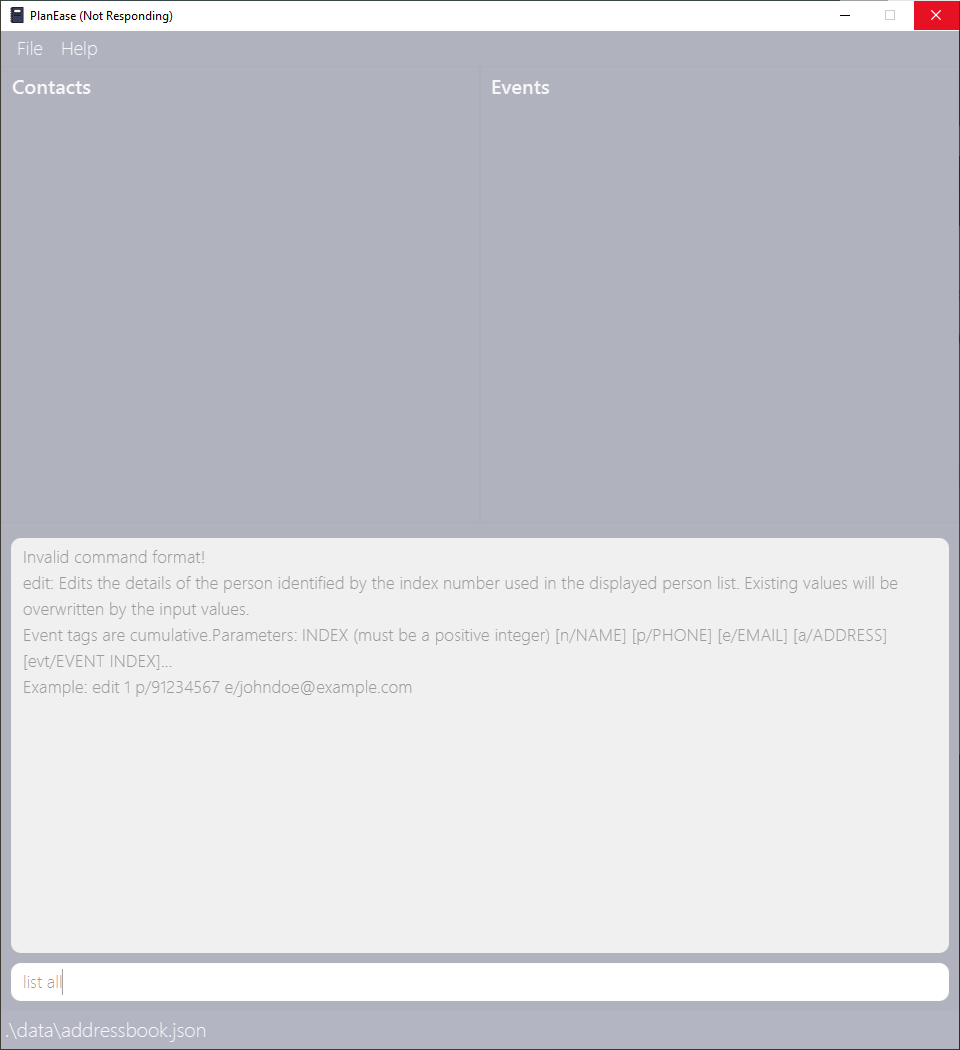 PlanEase (Not Responding)
File Help
Contacts
Events
Invalid command format!
edit: Edits the details of the person identified by the index number used in the displayed person list. Existing values will be
overwritten by the input values.
Event tags are cumulative.Parameters: INDEX (must be a positive integer) [n/NAME] [p/PHONE] [e/EMAIL] [a/ADDRESS]
[evt/EVENT INDEX]...
Example: edit 1 p/91234567 e/johndoe@example.com
list all
.\data\addressbook.json